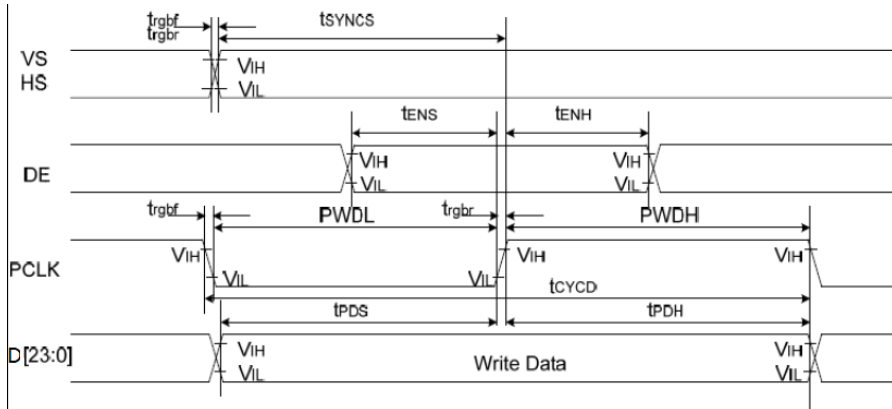 trgbf tSYNCS
trgbr
VS VIH
HS VIL
tENS tENH
VIH VIH
DE
VIL VIL
trgbf PWDL trgbr PWDH
VIH VIH VIH
PCLK VIL VIL
tCYCD
tPDS tPDH
D[23:0] VIH Write Data VIH
VIL VIL